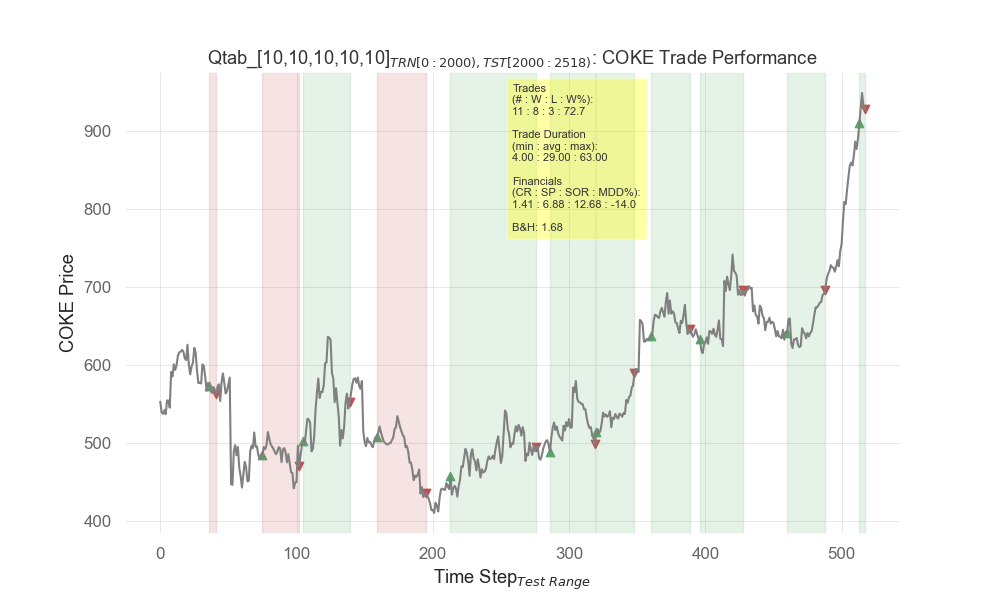 Qtab_[10,10,10,10,10]TRN[0 : 2000), TST[2000 : 2518): COKE Trade Performance
Trades
(# : W : L : W%):
11 : 8 : 3 : 72.7
Trade Duration
(min : avg : max):
4.00 : 29.00 : 63.00
Financials
(CR : SP : SOR : MDD%):
1.41 : 6.88 : 12.68 : -14.0
B&H: 1.68
COKE Price
900
800
700
600
500
400
0 100 200 300 400 500
Time StepTest Range